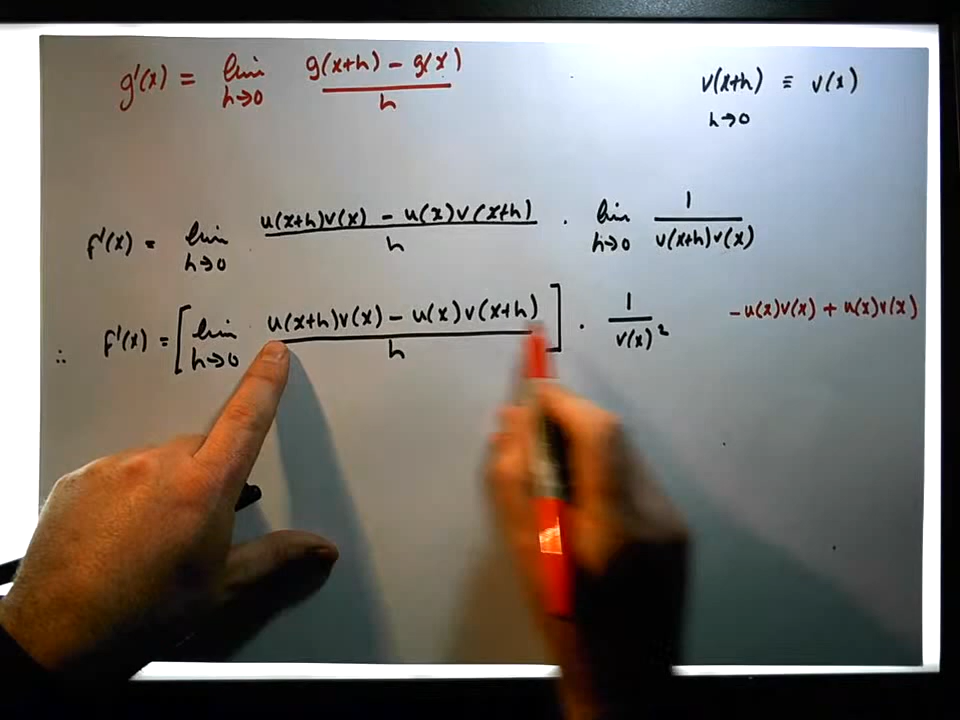 g'(x) = lim h→0 g(x+h) - g(x) / h
v(x+h) ≡ v(x)
h→0
f'(x) = lim h→0 u(x+h)v(x) - u(x)v(x+h) / h · lim h→0 1 / v(x+h)v(x)
∴ f'(x) = [lim h→0 u(x+h)v(x) - u(x)v(x+h) / h] · 1 / v(x)²
-u(x)v(x) + u(x)v(x)